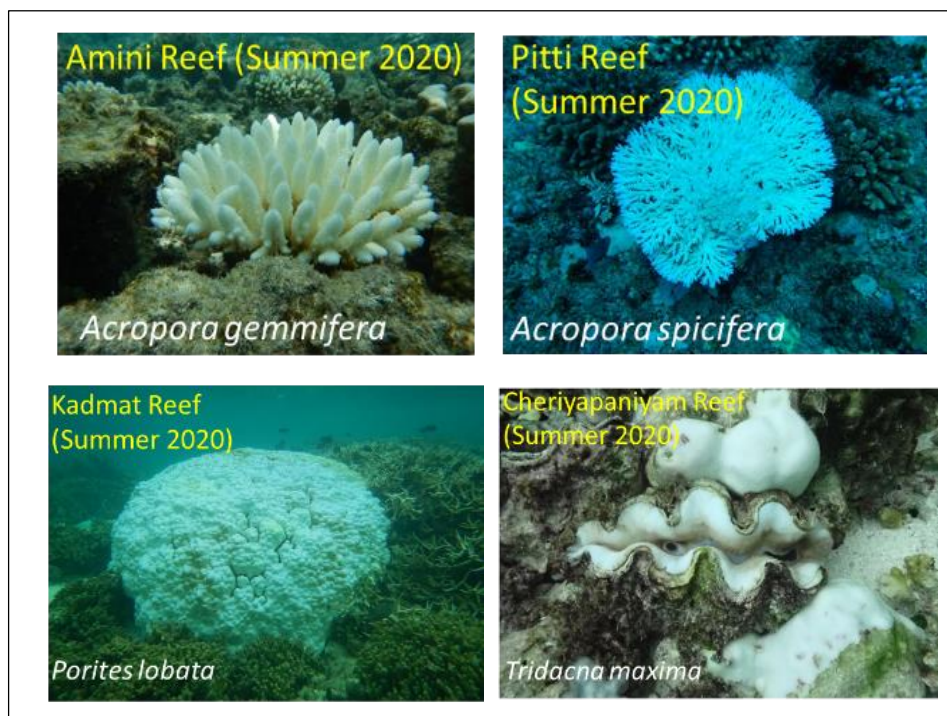 Amini Reef (Summer 2020)
Acropora gemmifera
Pitti Reef
(Summer 2020)
Acropora spicifera
Kadmat Reef
(Summer 2020)
Porites lobata
Cheriyapaniyam Reef
(Summer 2020)
Tridacna maxima